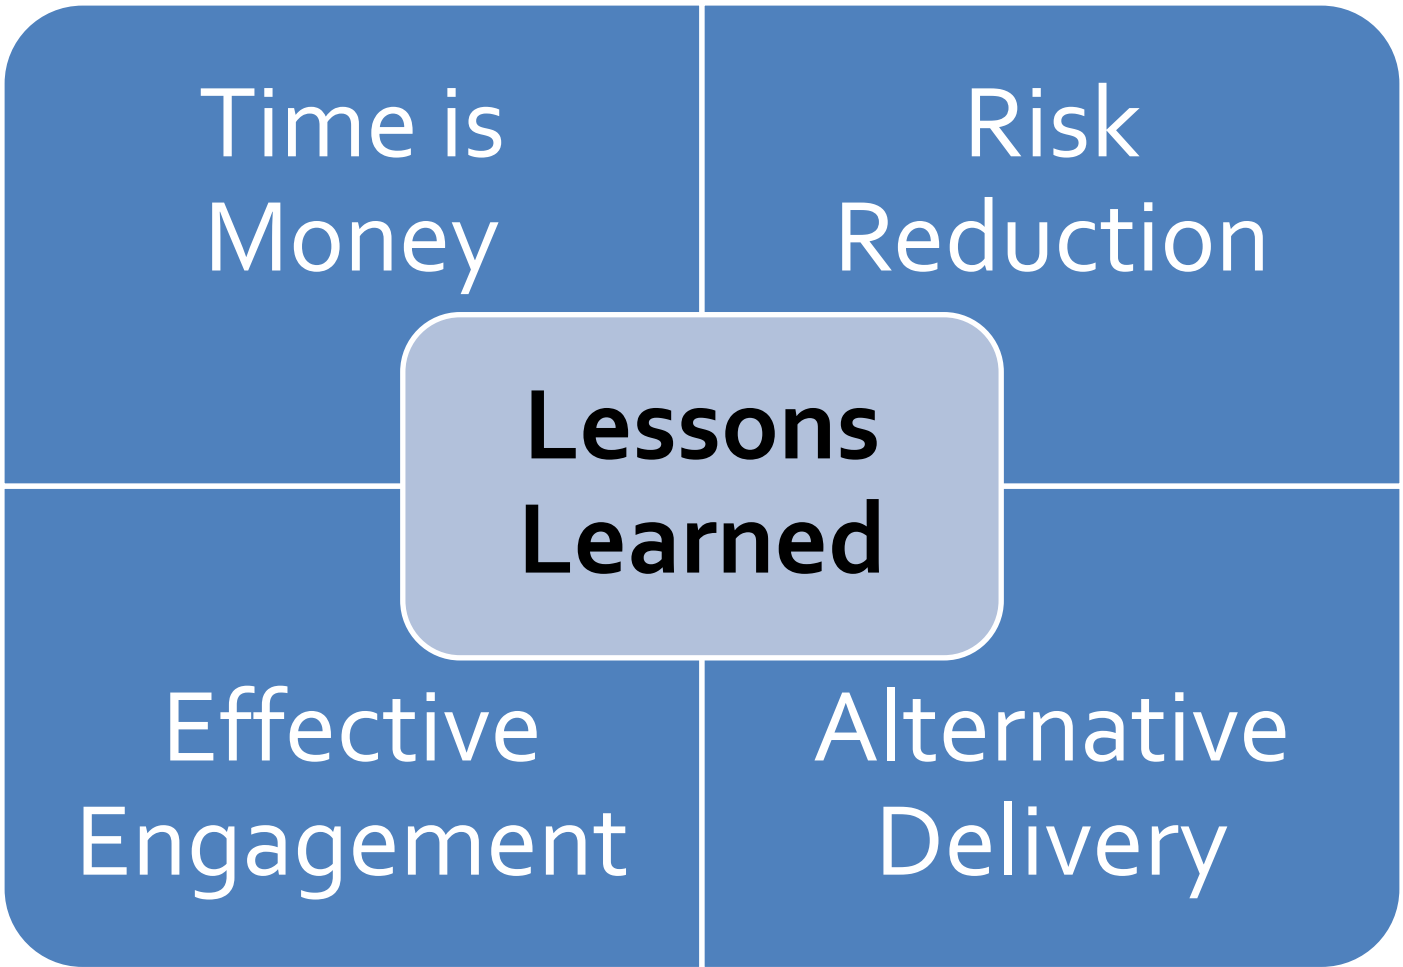 Time is
Money
Risk
Reduction
Lessons
Learned
Effective
Engagement
Alternative
Delivery